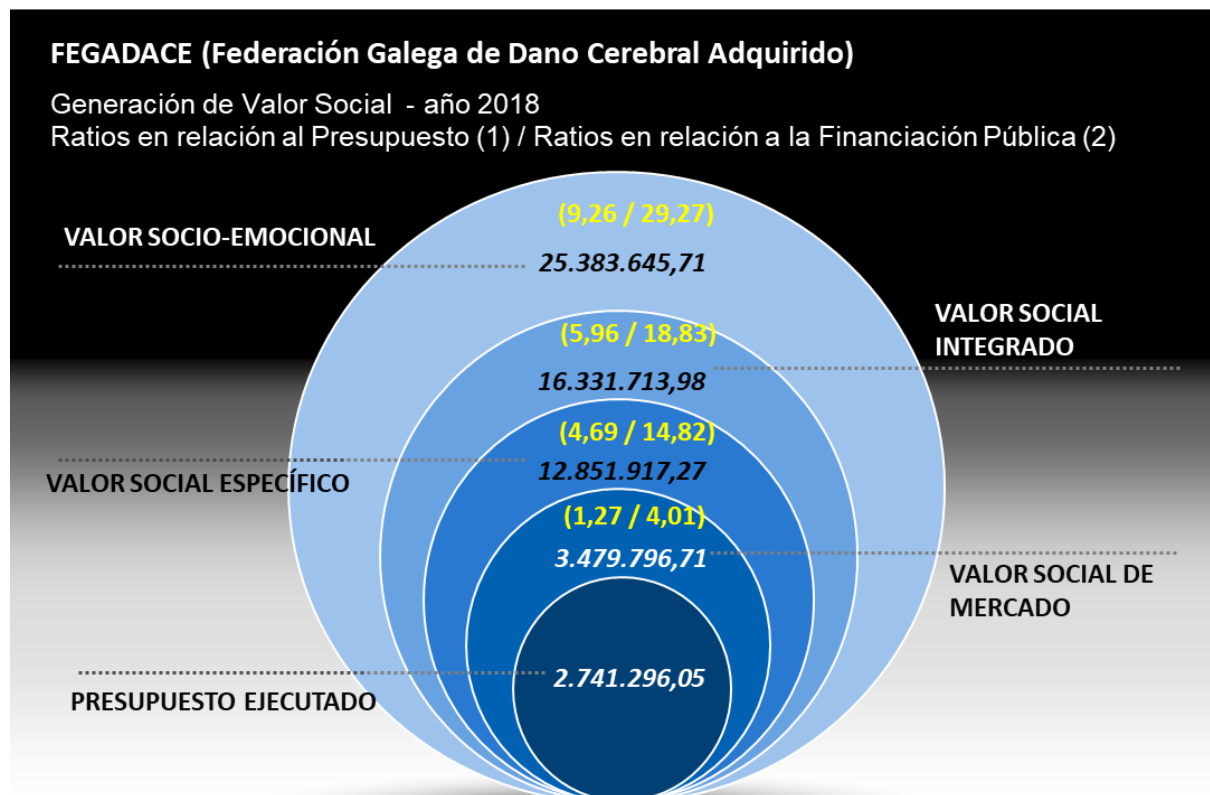 FEGADACE (Federación Galega de Dano Cerebral Adquirido)
Generación de Valor Social - año 2018
Ratios en relación al Presupuesto (1) / Ratios en relación a la Financiación Pública (2)
(9,26 / 29,27)
VALOR SOCIO-EMOCIONAL
25.383.645,71
VALOR SOCIAL
INTEGRADO
(5,96 / 18,83)
16.331.713,98
(4,69 / 14,82)
12.851.917,27
VALOR SOCIAL ESPECÍFICO
(1,27 / 4,01)
3.479.796,71
VALOR SOCIAL DE
MERCADO
2.741.296,05
PRESUPUESTO EJECUTADO